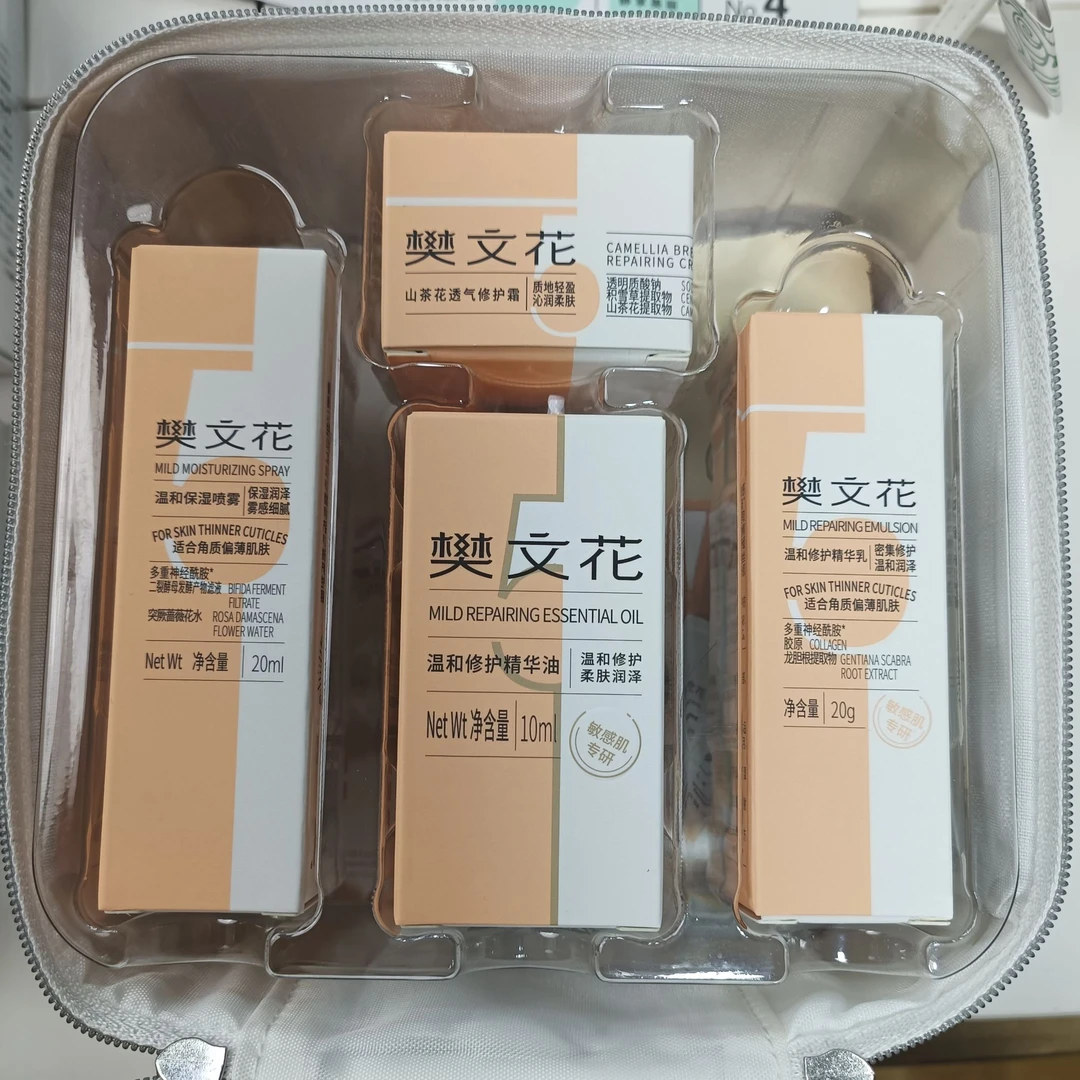 No 4
樊文花
CAMELLIA BRE
REPAIRING CR
山茶花透气修护霜
质地轻盈
沁润柔肤
透明质酸钠 SO
积雪草提取物 CE
山茶花提取物 CAM
樊文花
MILD MOISTURIZING SPRAY
温和保湿喷雾
保湿润泽
雾感细腻
FOR SKIN THINNER CUTICLES
适合角质偏薄肌肤
多重神经酰胺*
二裂酵母发酵产物滤液 BIFIDA FERMENT
FILTRATE
突厥蔷薇花水 ROSA DAMASCENA
FLOWER WATER
Net Wt 净含量 20ml
樊文花
MILD REPAIRING ESSENTIAL OIL
温和修护精华油
温和修护
柔肤润泽
Net Wt 净含量 10ml
敏感肌
专研
樊文花
MILD REPAIRING EMULSION
温和修护精华乳
密集修护
温和润泽
FOR SKIN THINNER CUTICLES
适合角质偏薄肌肤
多重神经酰胺*
胶原 COLLAGEN
龙胆根提取物 GENTIANA SCABRA
ROOT EXTRACT
净含量 20g
敏感肌
专研